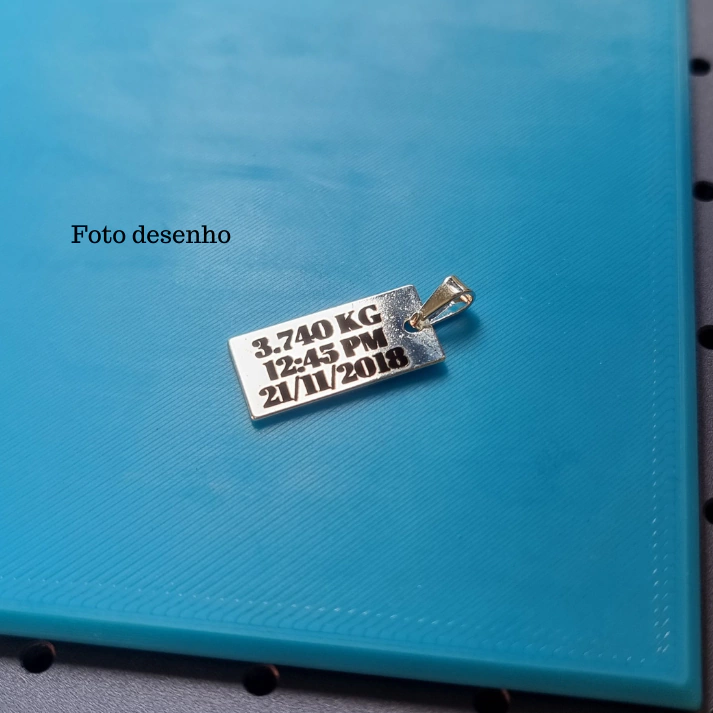 Foto desenho
3.740 KG
12:45 PM
21/11/2018